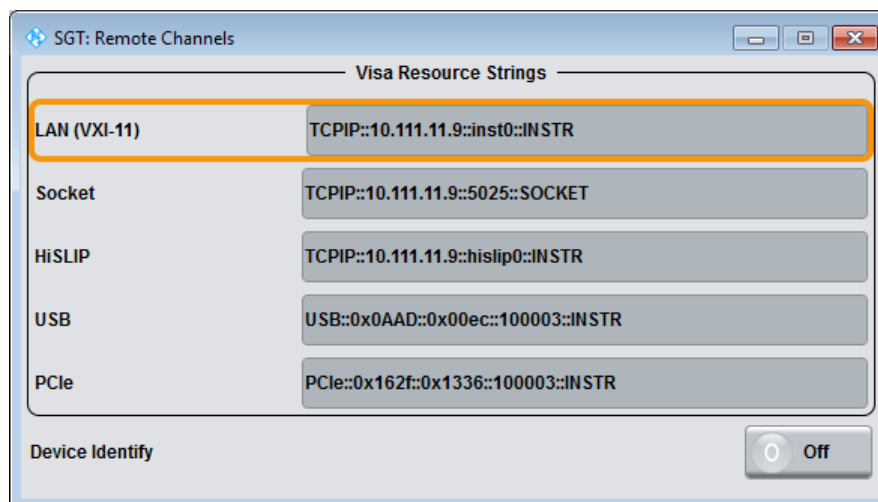 SGT: Remote Channels
Visa Resource Strings
LAN (VXI-11) TCPIP::10.111.11.9::inst0::INSTR
Socket TCPIP::10.111.11.9::5025::SOCKET
HiSLIP TCPIP::10.111.11.9::hislip0::INSTR
USB USB::0x0AAD::0x00ec::100003::INSTR
PCIe PCIe::0x162f::0x1336::100003::INSTR
Device Identify Off